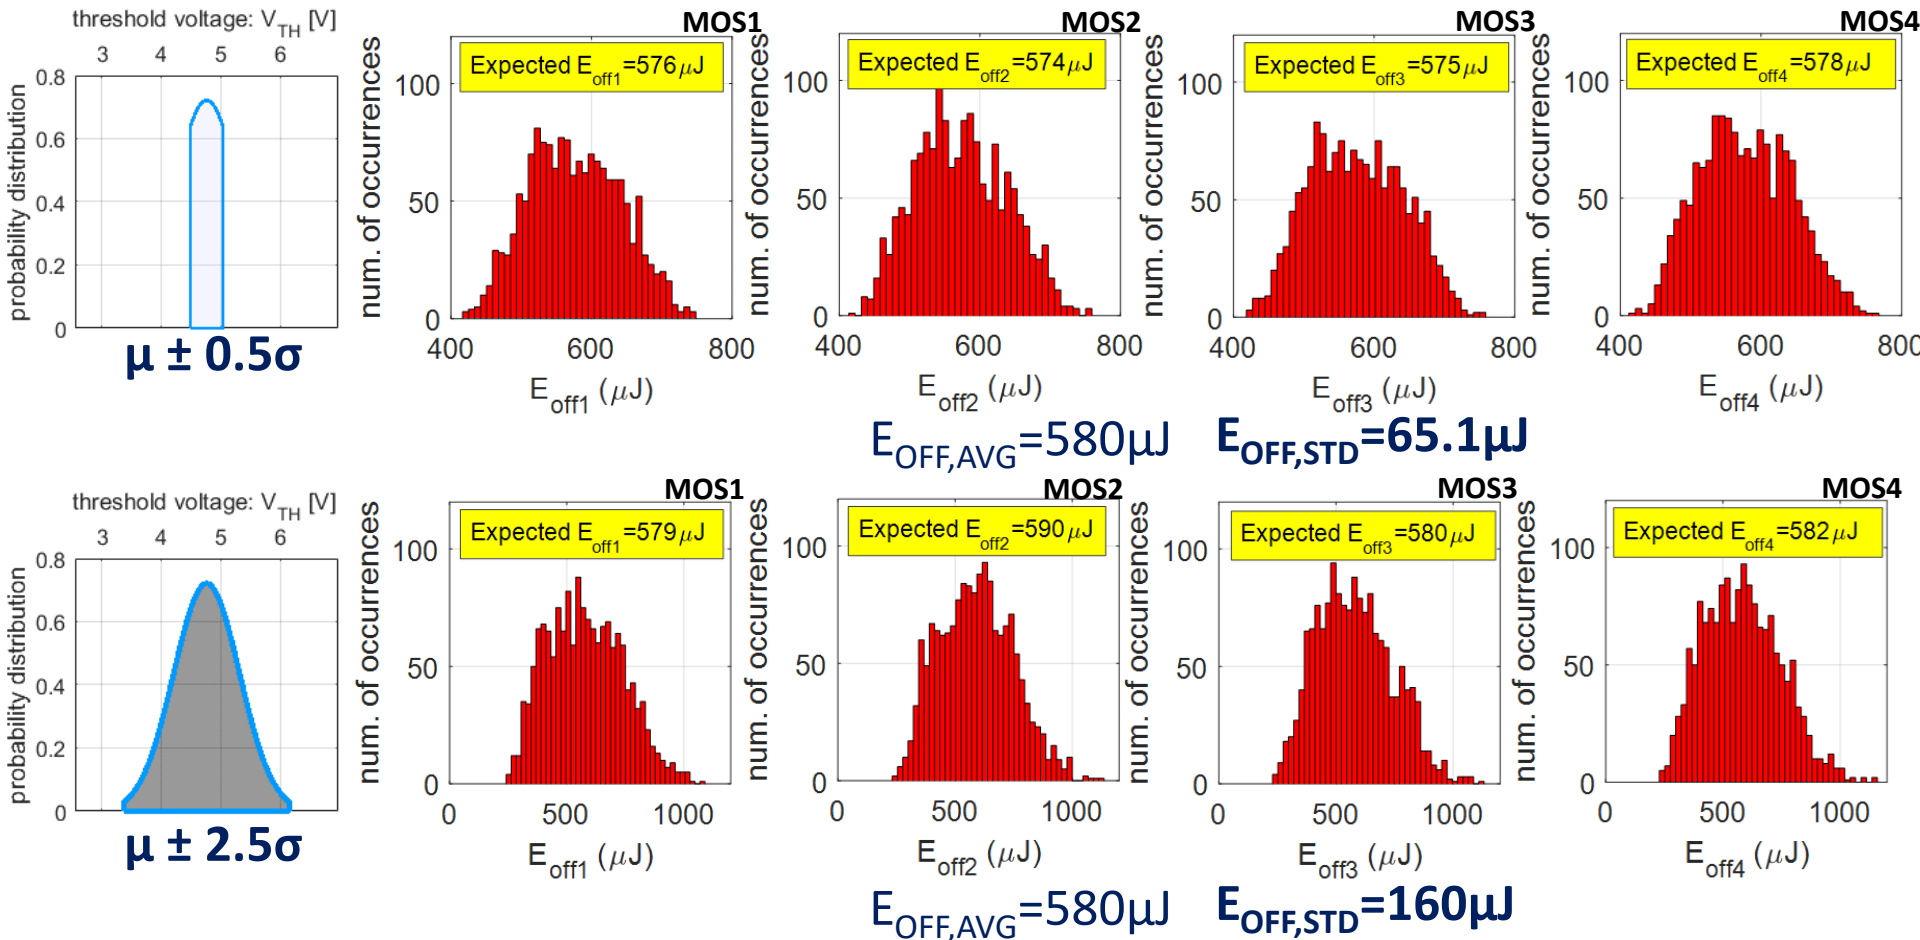 threshold voltage: V_TH [V]
3 4 5 6
probability distribution
0.8
0.6
0.4
0.2
0
μ ± 0.5σ
MOS1
num. of occurrences
Expected E_off1=576μJ
100
50
0
400 600 800
E_off1 (μJ)
MOS2
num. of occurrences
Expected E_off2=574μJ
100
50
0
400 600 800
E_off2 (μJ)
MOS3
num. of occurrences
Expected E_off3=575μJ
100
50
0
400 600 800
E_off3 (μJ)
MOS4
num. of occurrences
Expected E_off4=578μJ
100
50
0
400 600 800
E_off4 (μJ)
E_OFF,AVG=580μJ E_OFF,STD=65.1μJ
threshold voltage: V_TH [V]
3 4 5 6
probability distribution
0.8
0.6
0.4
0.2
0
μ ± 2.5σ
MOS1
num. of occurrences
Expected E_off1=579μJ
100
50
0
0 500 1000
E_off1 (μJ)
MOS2
num. of occurrences
Expected E_off2=590μJ
100
50
0
0 500 1000
E_off2 (μJ)
MOS3
num. of occurrences
Expected E_off3=580μJ
100
50
0
0 500 1000
E_off3 (μJ)
MOS4
num. of occurrences
Expected E_off4=582μJ
100
50
0
0 500 1000
E_off4 (μJ)
E_OFF,AVG=580μJ E_OFF,STD=160μJ